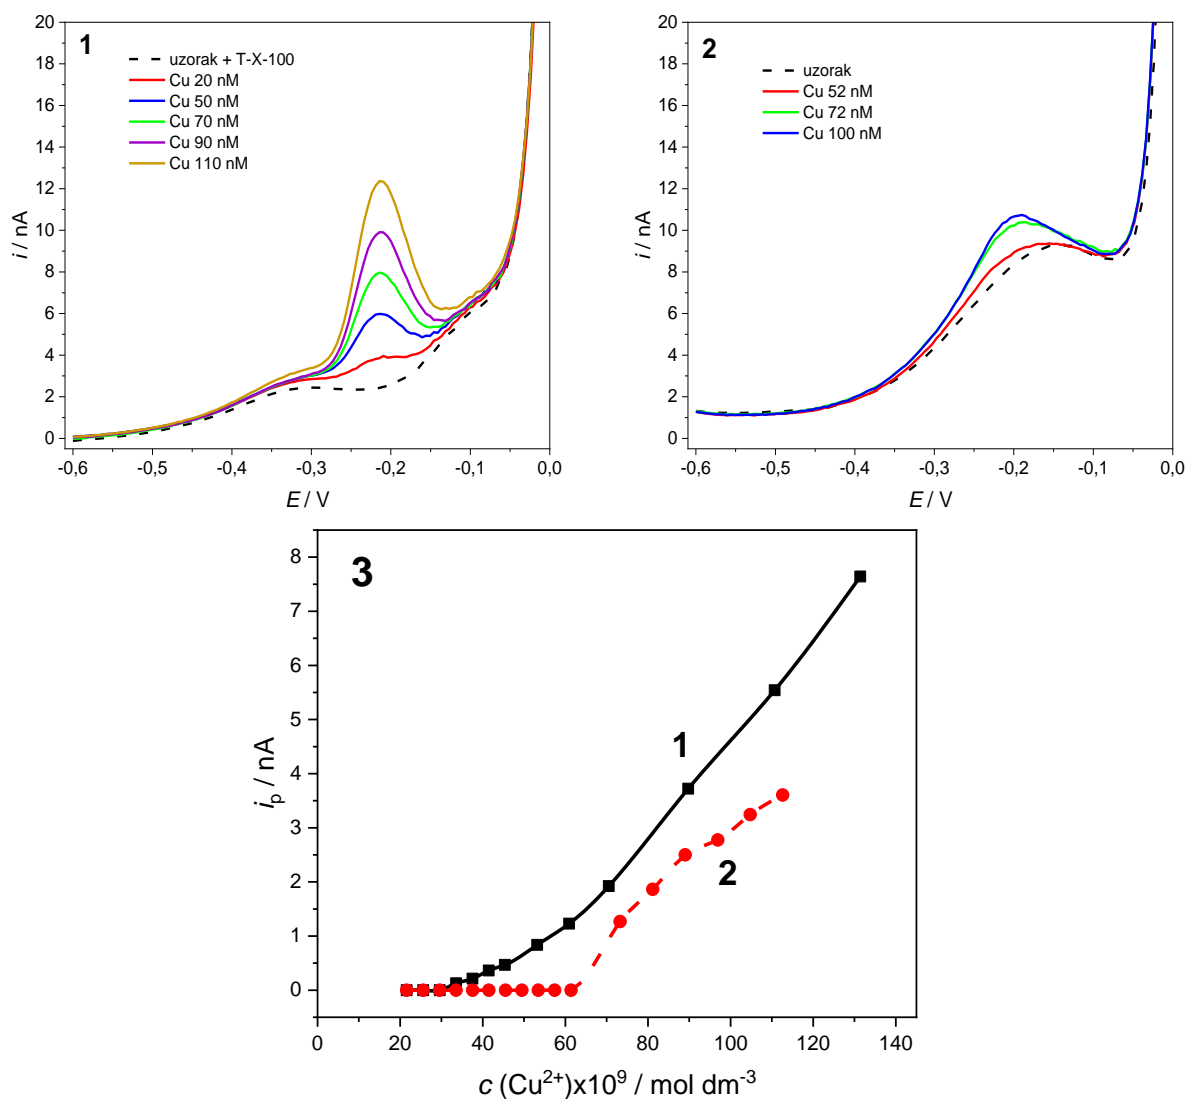 1
uzorak + T-X-100
Cu 20 nM
Cu 50 nM
Cu 70 nM
Cu 90 nM
Cu 110 nM
20
18
16
14
12
10
8
6
4
2
0
i / nA
-0,6 -0,5 -0,4 -0,3 -0,2 -0,1 0,0
E / V
2
uzorak
Cu 52 nM
Cu 72 nM
Cu 100 nM
20
18
16
14
12
10
8
6
4
2
0
i / nA
-0,6 -0,5 -0,4 -0,3 -0,2 -0,1 0,0
E / V
3
8
7
6
5
4
3
2
1
0
iₚ / nA
1
2
0 20 40 60 80 100 120 140
c (Cu²⁺)x10⁹ / mol dm⁻³